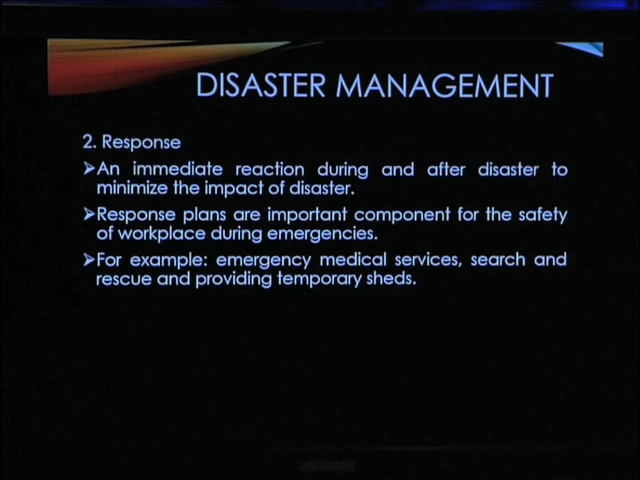 DISASTER MANAGEMENT
2. Response
➢An immediate reaction during and after disaster to
minimize the impact of disaster.
➢Response plans are important component for the safety
of workplace during emergencies.
➢For example: emergency medical services, search and
rescue and providing temporary sheds.